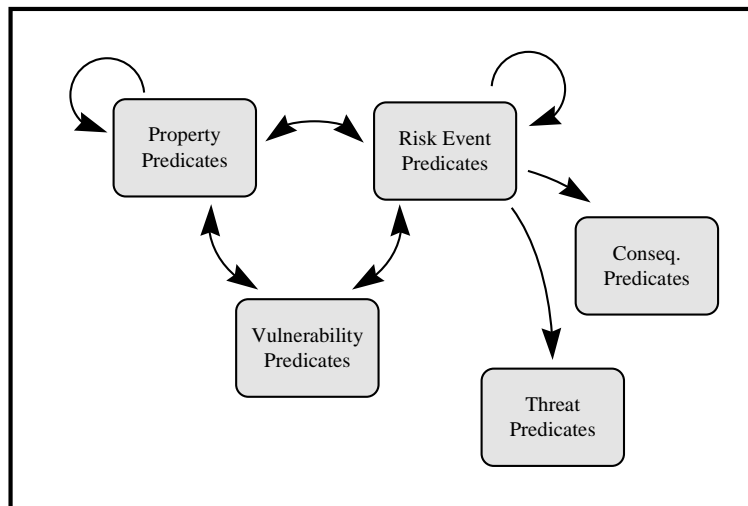 Property
Predicates
Risk Event
Predicates
Conseq.
Predicates
Vulnerability
Predicates
Threat
Predicates